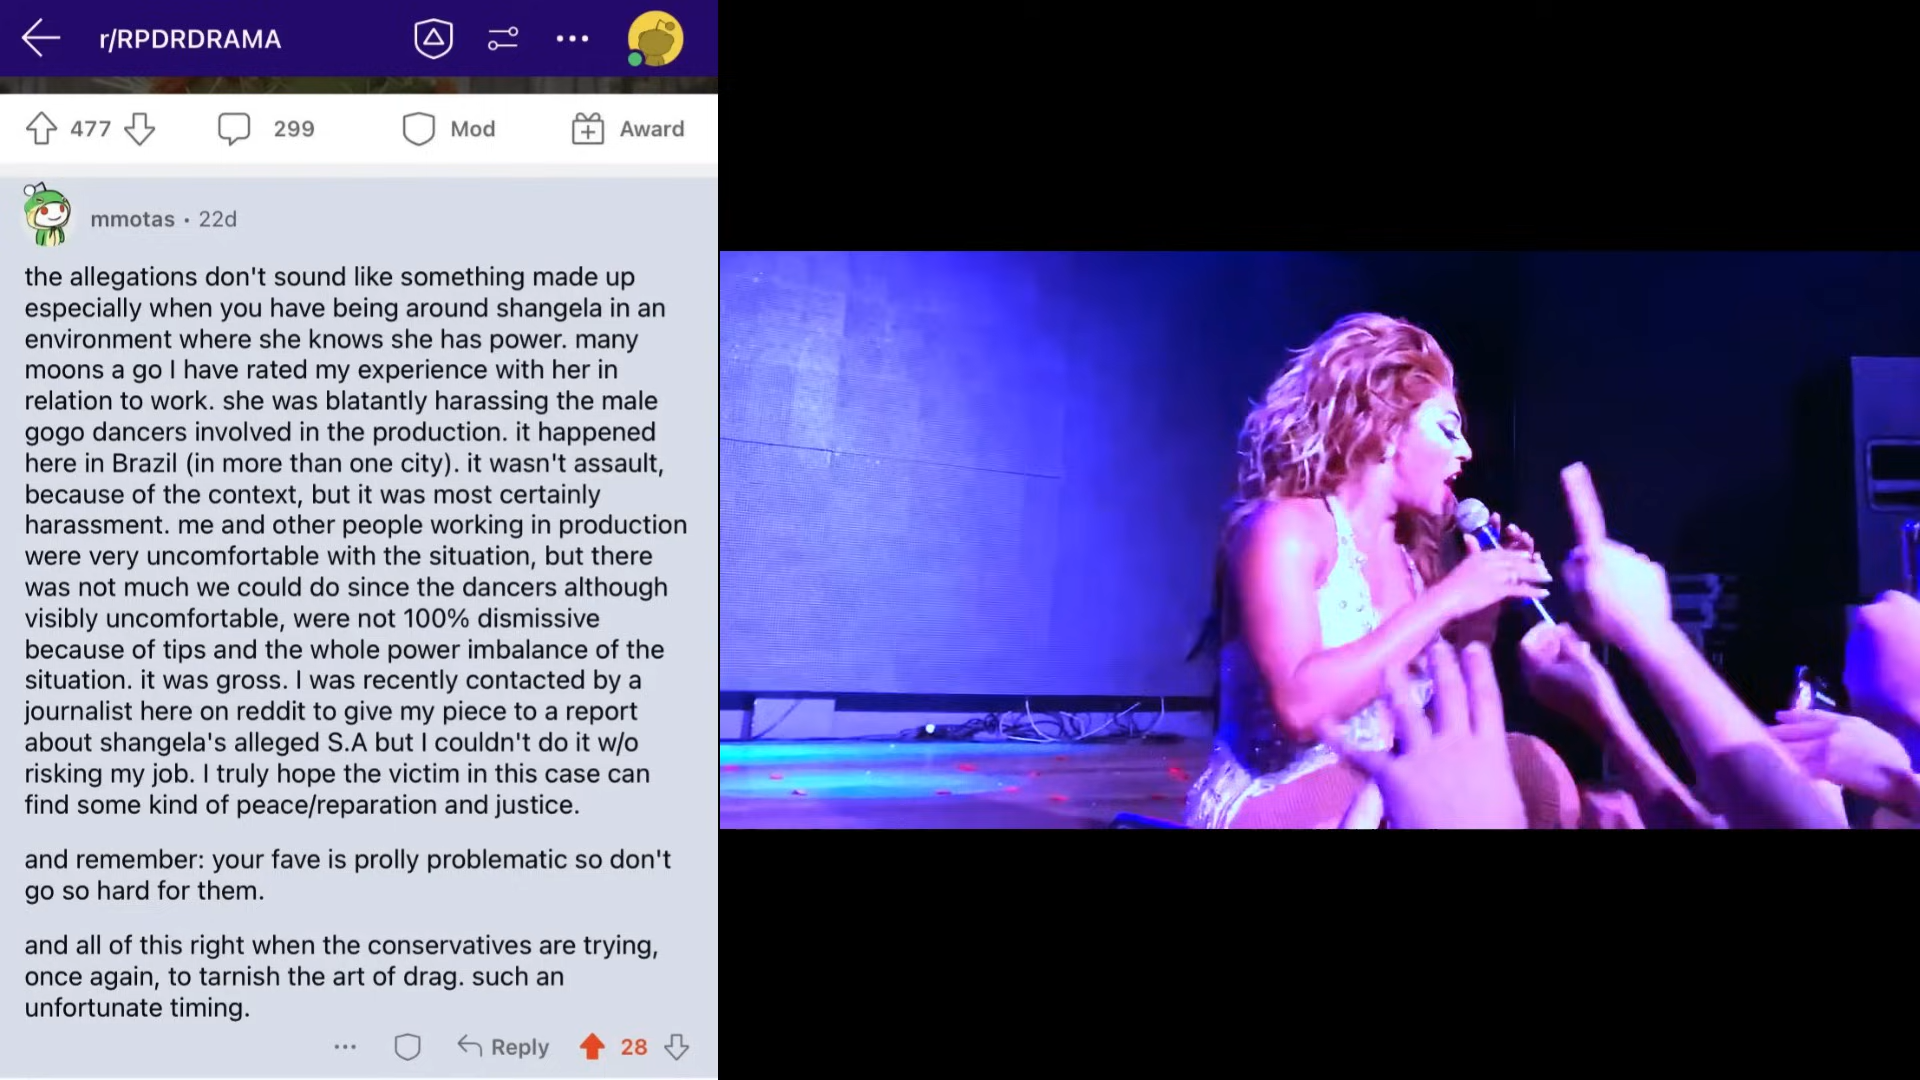 r/RPDRDRAMA
477
299
Mod
Award
mmotas • 22d
the allegations don't sound like something made up
especially when you have being around shangela in an
environment where she knows she has power. many
moons a go I have rated my experience with her in
relation to work. she was blatantly harassing the male
gogo dancers involved in the production. it happened
here in Brazil (in more than one city). it wasn't assault,
because of the context, but it was most certainly
harassment. me and other people working in production
were very uncomfortable with the situation, but there
was not much we could do since the dancers although
visibly uncomfortable, were not 100% dismissive
because of tips and the whole power imbalance of the
situation. it was gross. I was recently contacted by a
journalist here on reddit to give my piece to a report
about shangela's alleged S.A but I couldn't do it w/o
risking my job. I truly hope the victim in this case can
find some kind of peace/reparation and justice.
and remember: your fave is prolly problematic so don't
go so hard for them.
and all of this right when the conservatives are trying,
once again, to tarnish the art of drag. such an
unfortunate timing.
Reply
28